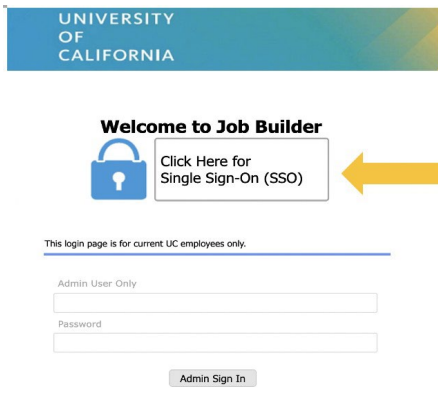 UNIVERSITY
OF
CALIFORNIA
Welcome to Job Builder
Click Here for
Single Sign-On (SSO)
This login page is for current UC employees only.
Admin User Only
Password
Admin Sign In